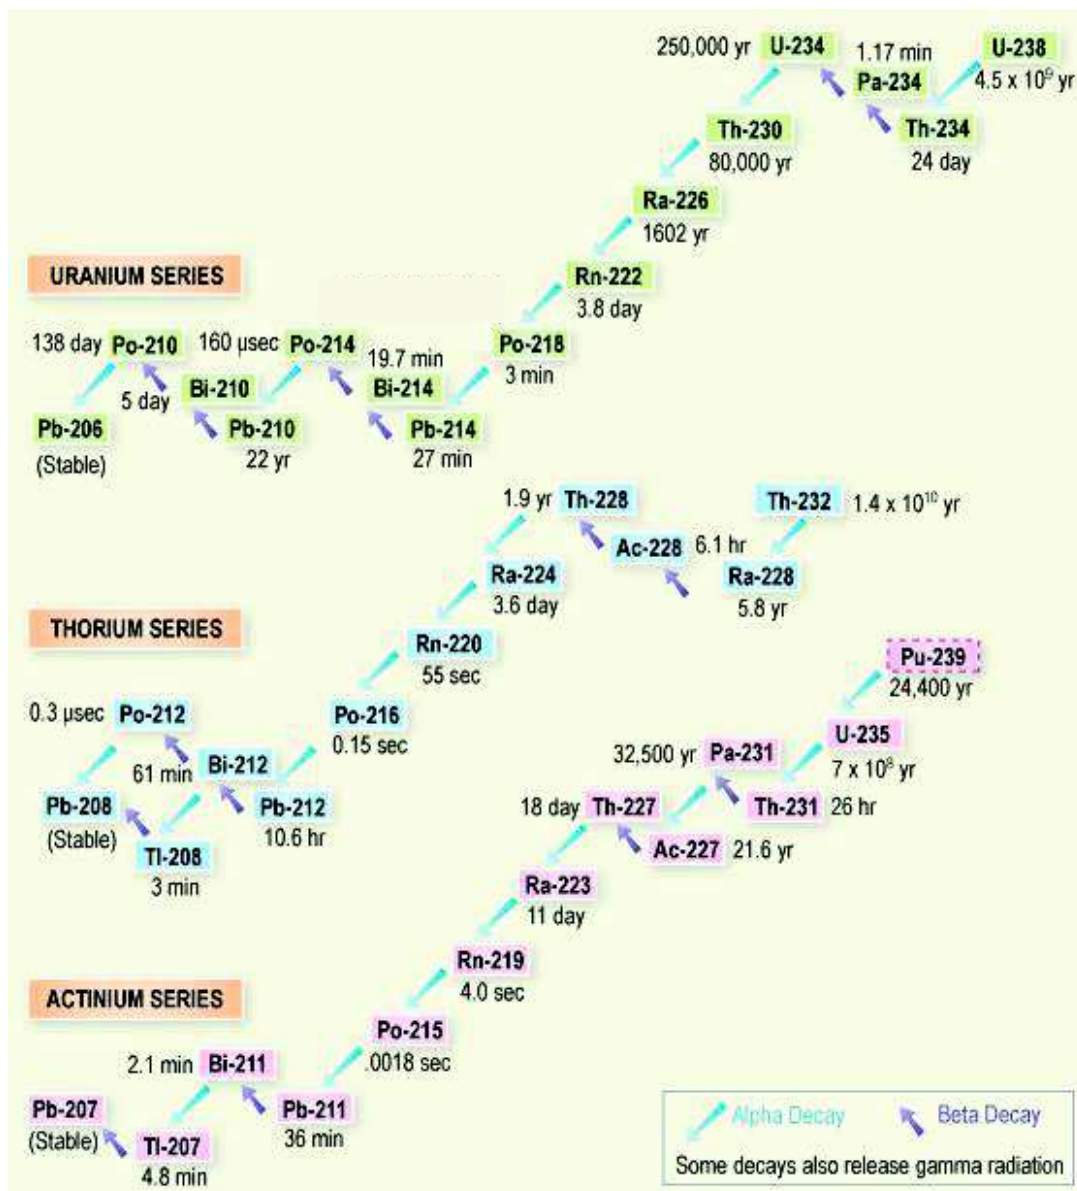 250,000 yr U-234 1.17 min U-238
Pa-234 4.5 x 10⁹ yr
Th-230 Th-234
80,000 yr 24 day
Ra-226
1602 yr
URANIUM SERIES Rn-222
3.8 day
138 day Po-210 160 µsec Po-214 19.7 min Po-218
3 min
5 day Bi-210 Bi-214
Pb-206 Pb-210 Pb-214
(Stable) 22 yr 27 min
1.9 yr Th-228 Th-232 1.4 x 10¹⁰ yr
Ac-228 6.1 hr
Ra-224 Ra-228
3.6 day 5.8 yr
THORIUM SERIES Rn-220
55 sec
Pu-239
24,400 yr
0.3 µsec Po-212 Po-216
0.15 sec
U-235
7 x 10⁸ yr
32,500 yr Pa-231
61 min Bi-212
Pb-208 Pb-212 18 day Th-227 Th-231 26 hr
(Stable) 10.6 hr
Tl-208 Ac-227 21.6 yr
3 min
Ra-223
11 day
Rn-219
4.0 sec
ACTINIUM SERIES
Po-215
.0018 sec
2.1 min Bi-211
Pb-207 Pb-211
(Stable) 36 min
Tl-207
4.8 min
Alpha Decay Beta Decay
Some decays also release gamma radiation